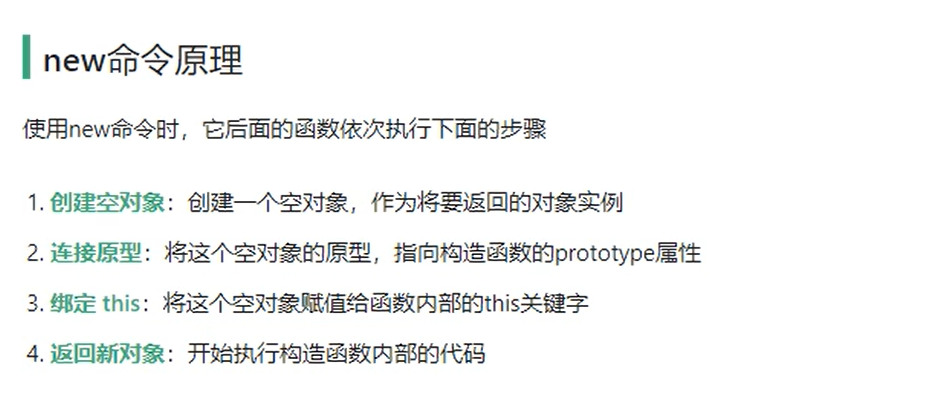 new命令原理
使用new命令时，它后面的函数依次执行下面的步骤
1. 创建空对象：创建一个空对象，作为将要返回的对象实例
2. 连接原型：将这个空对象的原型，指向构造函数的prototype属性
3. 绑定 this：将这个空对象赋值给函数内部的this关键字
4. 返回新对象：开始执行构造函数内部的代码